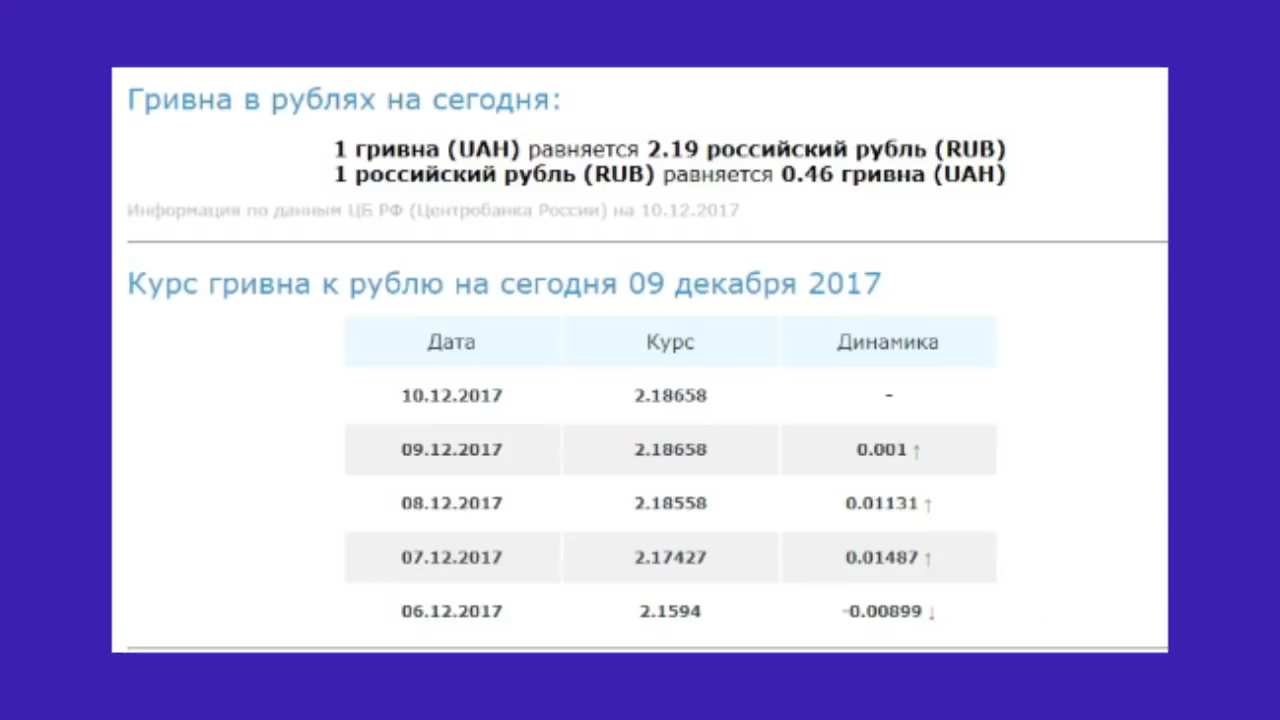 Гривна в рублях на сегодня:
1 гривна (UAH) равняется 2.19 российский рубль (RUB)
1 российский рубль (RUB) равняется 0.46 гривна (UAH)
Информация по данным ЦБ РФ (Центробанка России) на 10.12.2017
Курс гривна к рублю на сегодня 09 декабря 2017
Дата Курс Динамика
10.12.2017 2.18658 -
09.12.2017 2.18658 0.001 ↑
08.12.2017 2.18558 0.01131 ↑
07.12.2017 2.17427 0.01487 ↑
06.12.2017 2.1594 -0.00899 ↓